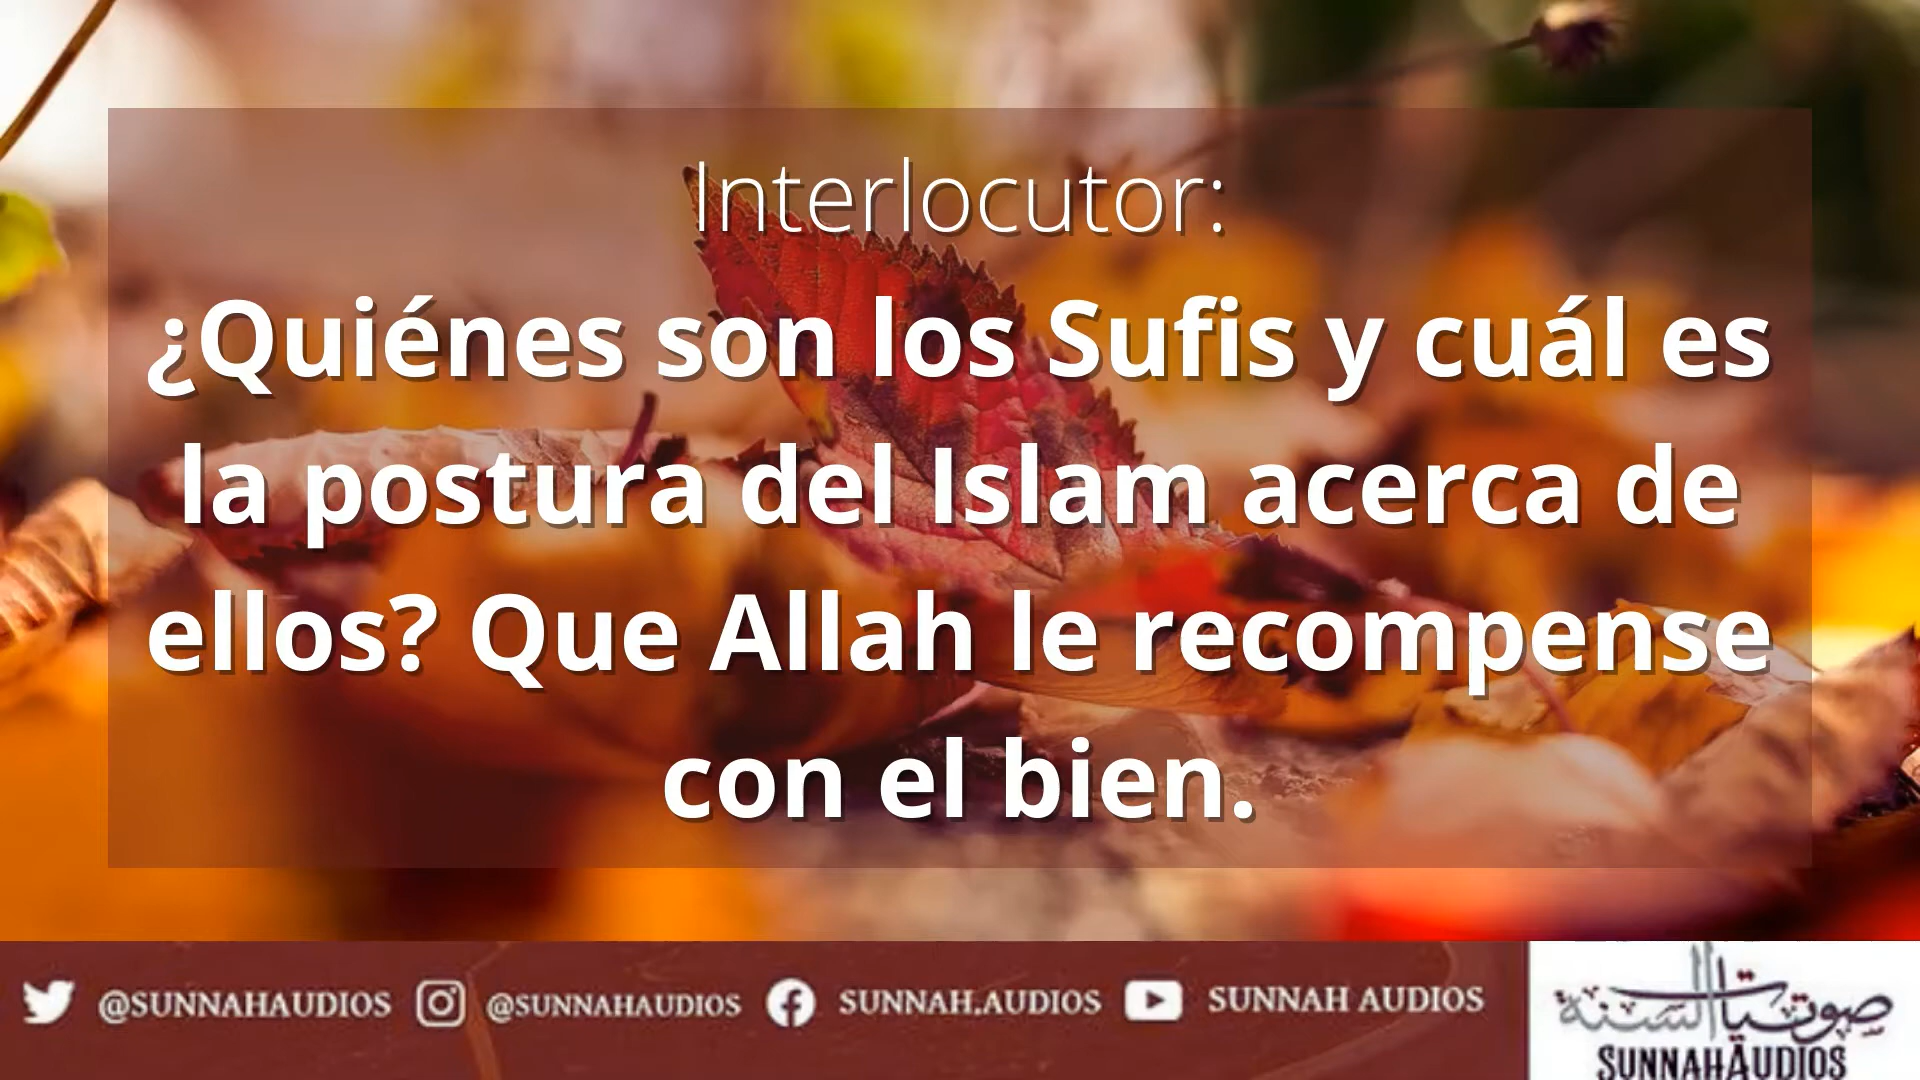 Interlocutor:
¿Quiénes son los Sufis y cuál es
la postura del Islam acerca de
ellos? Que Allah le recompense
con el bien.
@SUNNAHAUDIOS @SUNNAHAUDIOS SUNNAH.AUDIOS SUNNAH AUDIOS
صوتيات السنة
SUNNAHAUDIOS